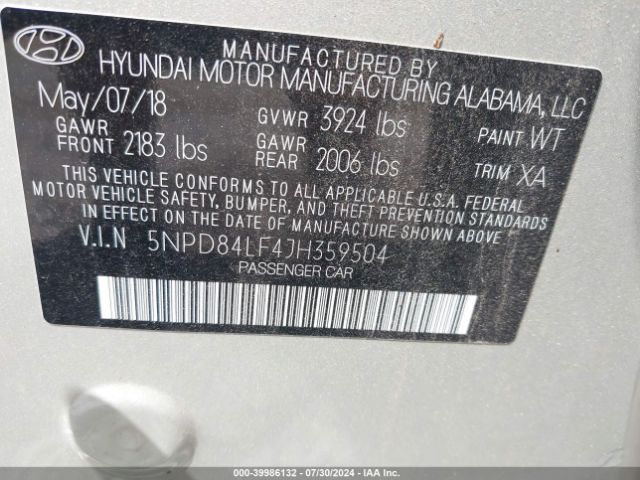 MANUFACTURED BY
HYUNDAI MOTOR MANUFACTURING ALABAMA, LLC
May/07/18 GVWR 3924 lbs PAINT WT
GAWR FRONT 2183 lbs GAWR REAR 2006 lbs TRIM XA
THIS VEHICLE CONFORMS TO ALL APPLICABLE U.S.A. FEDERAL
MOTOR VEHICLE SAFETY, BUMPER, AND THEFT PREVENTION STANDARDS
IN EFFECT ON THE DATE OF MANUFACTURE SHOWN ABOVE.
V.I.N 5NPD84LF4JH359504
PASSENGER CAR
000-39986132 - 07/30/2024 - IAA Inc.